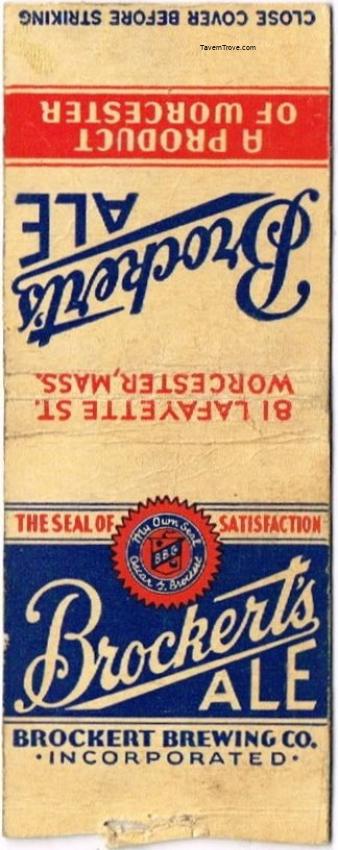 CLOSE COVER BEFORE STRIKING
TavernTrove.com
A PRODUCT
OF WORCESTER
Brockert's
ALE
81 LAFAYETTE ST.
WORCESTER, MASS.
THE SEAL OF SATISFACTION
My Own Seal
B.B.G
Oscar J. Brockert
Brockert's
ALE
BROCKERT BREWING CO.
·INCORPORATED·